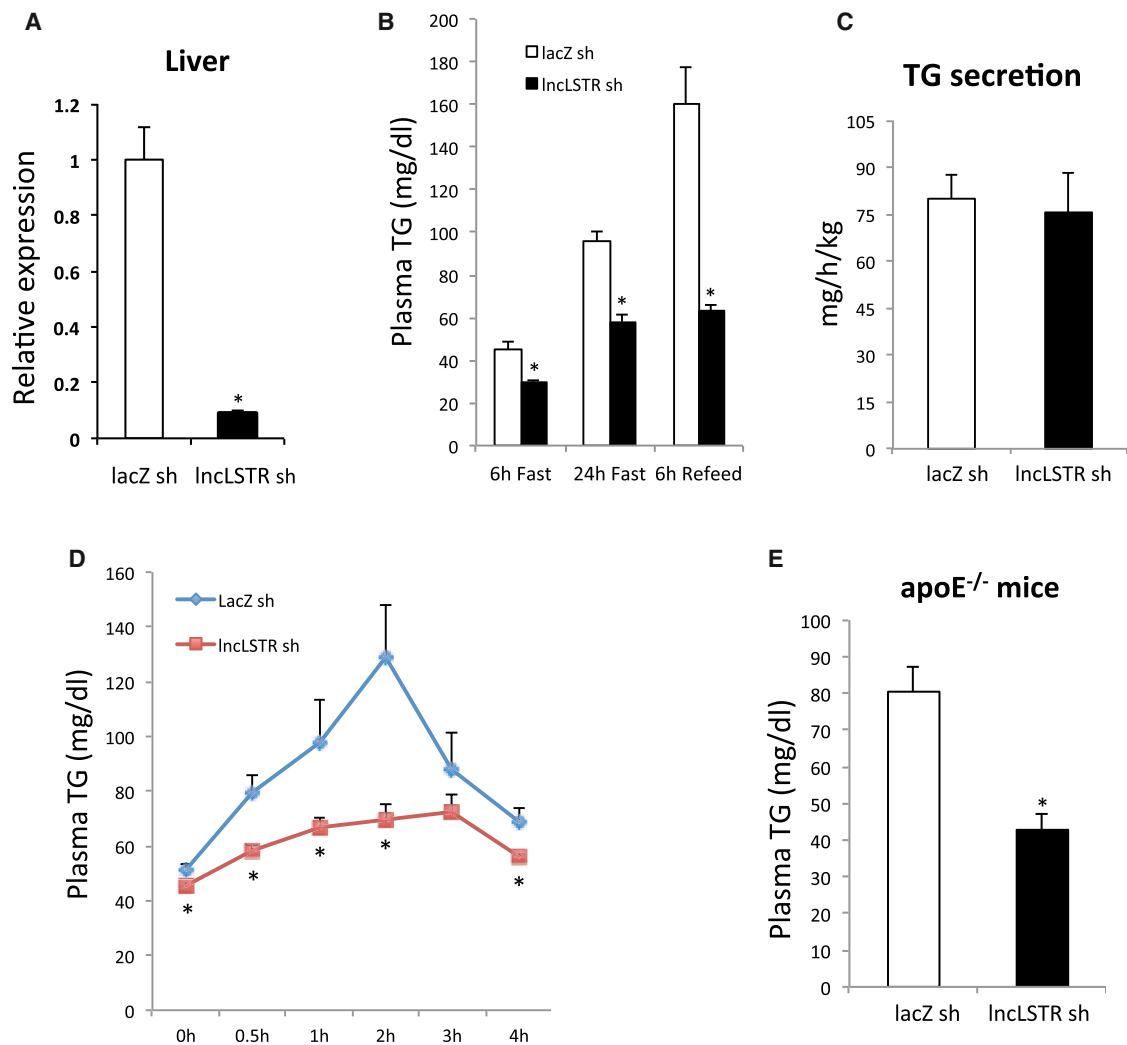 A
Liver
Relative expression
1.2
1
0.8
0.6
0.4
0.2
0
*
lacZ sh
lncLSTR sh
B
Plasma TG (mg/dl)
200
180
160
140
120
100
80
60
40
20
0
lacZ sh
lncLSTR sh
*
*
*
6h Fast
24h Fast
6h Refeed
C
TG secretion
mg/h/kg
105
90
75
60
45
30
15
0
lacZ sh
lncLSTR sh
D
Plasma TG (mg/dl)
160
140
120
100
80
60
40
20
0
LacZ sh
lncLSTR sh
*
*
*
*
*
0h
0.5h
1h
2h
3h
4h
E
apoE-/- mice
Plasma TG (mg/dl)
100
90
80
70
60
50
40
30
20
10
0
*
lacZ sh
lncLSTR sh